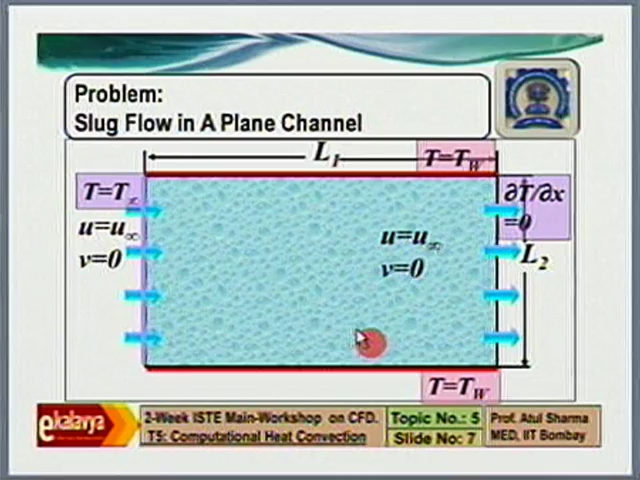 Problem:
Slug Flow in A Plane Channel
L1
T=TW
T=T∞
u=u∞
v=0
u=u∞
v=0
∂T/∂x
=0
L2
T=TW
ekalavya
2-Week ISTE Main-Workshop on CFD.
T5: Computational Heat Convection
Topic No.: 5
Slide No: 7
Prof. Atul Sharma
MED, IIT Bombay